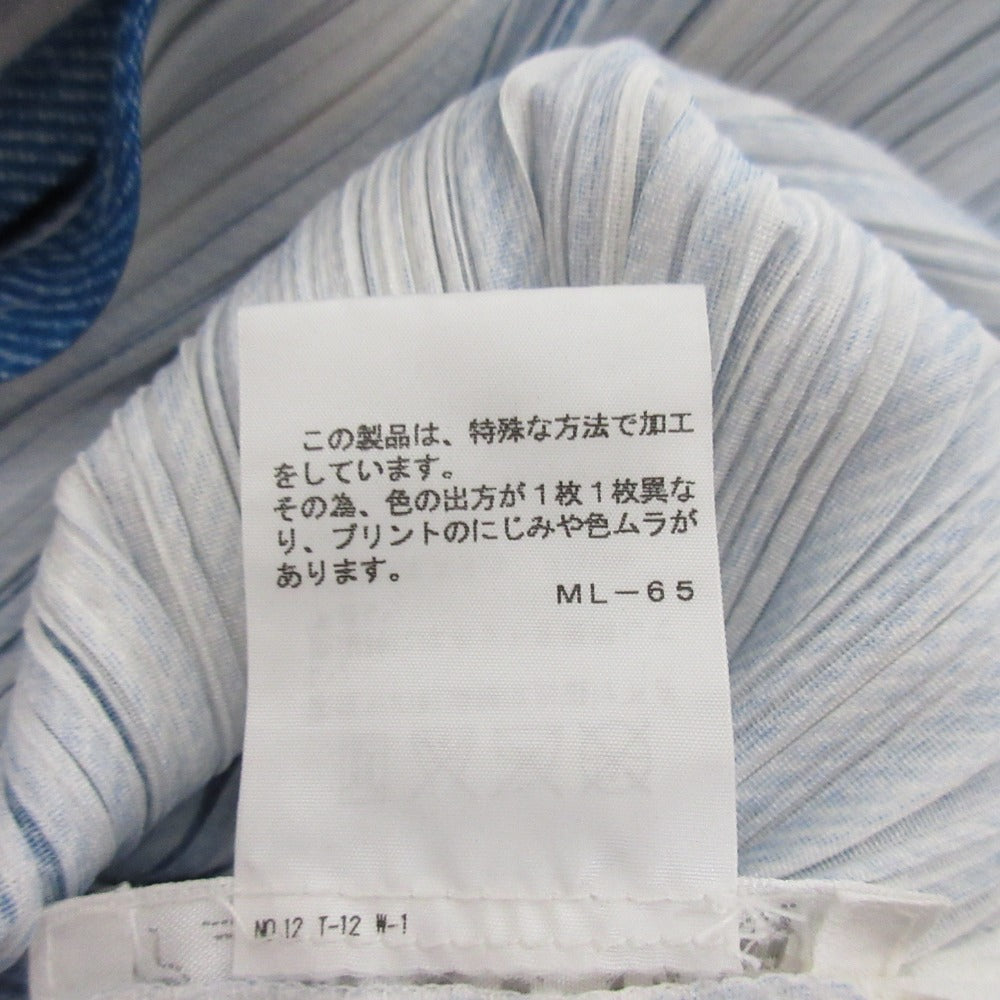 この製品は、特殊な方法で加工
をしています。
その為、色の出方が１枚１枚異な
り、プリントのにじみや色ムラが
あります。
ＭＬ－６５
NO 12 T-12 W-1